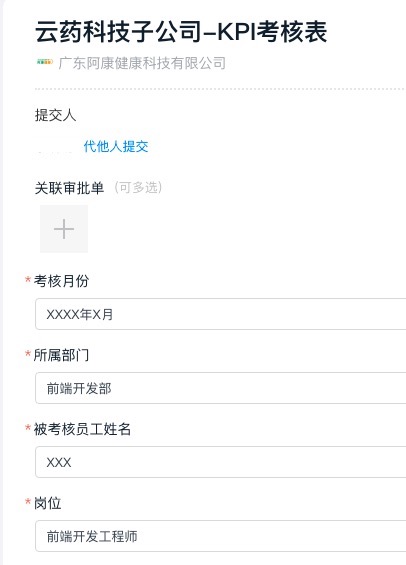 云药科技子公司-KPI考核表
广东阿康健康科技有限公司
提交人
代他人提交
关联审批单 (可多选)
* 考核月份
XXXX年X月
* 所属部门
前端开发部
* 被考核员工姓名
XXX
* 岗位
前端开发工程师